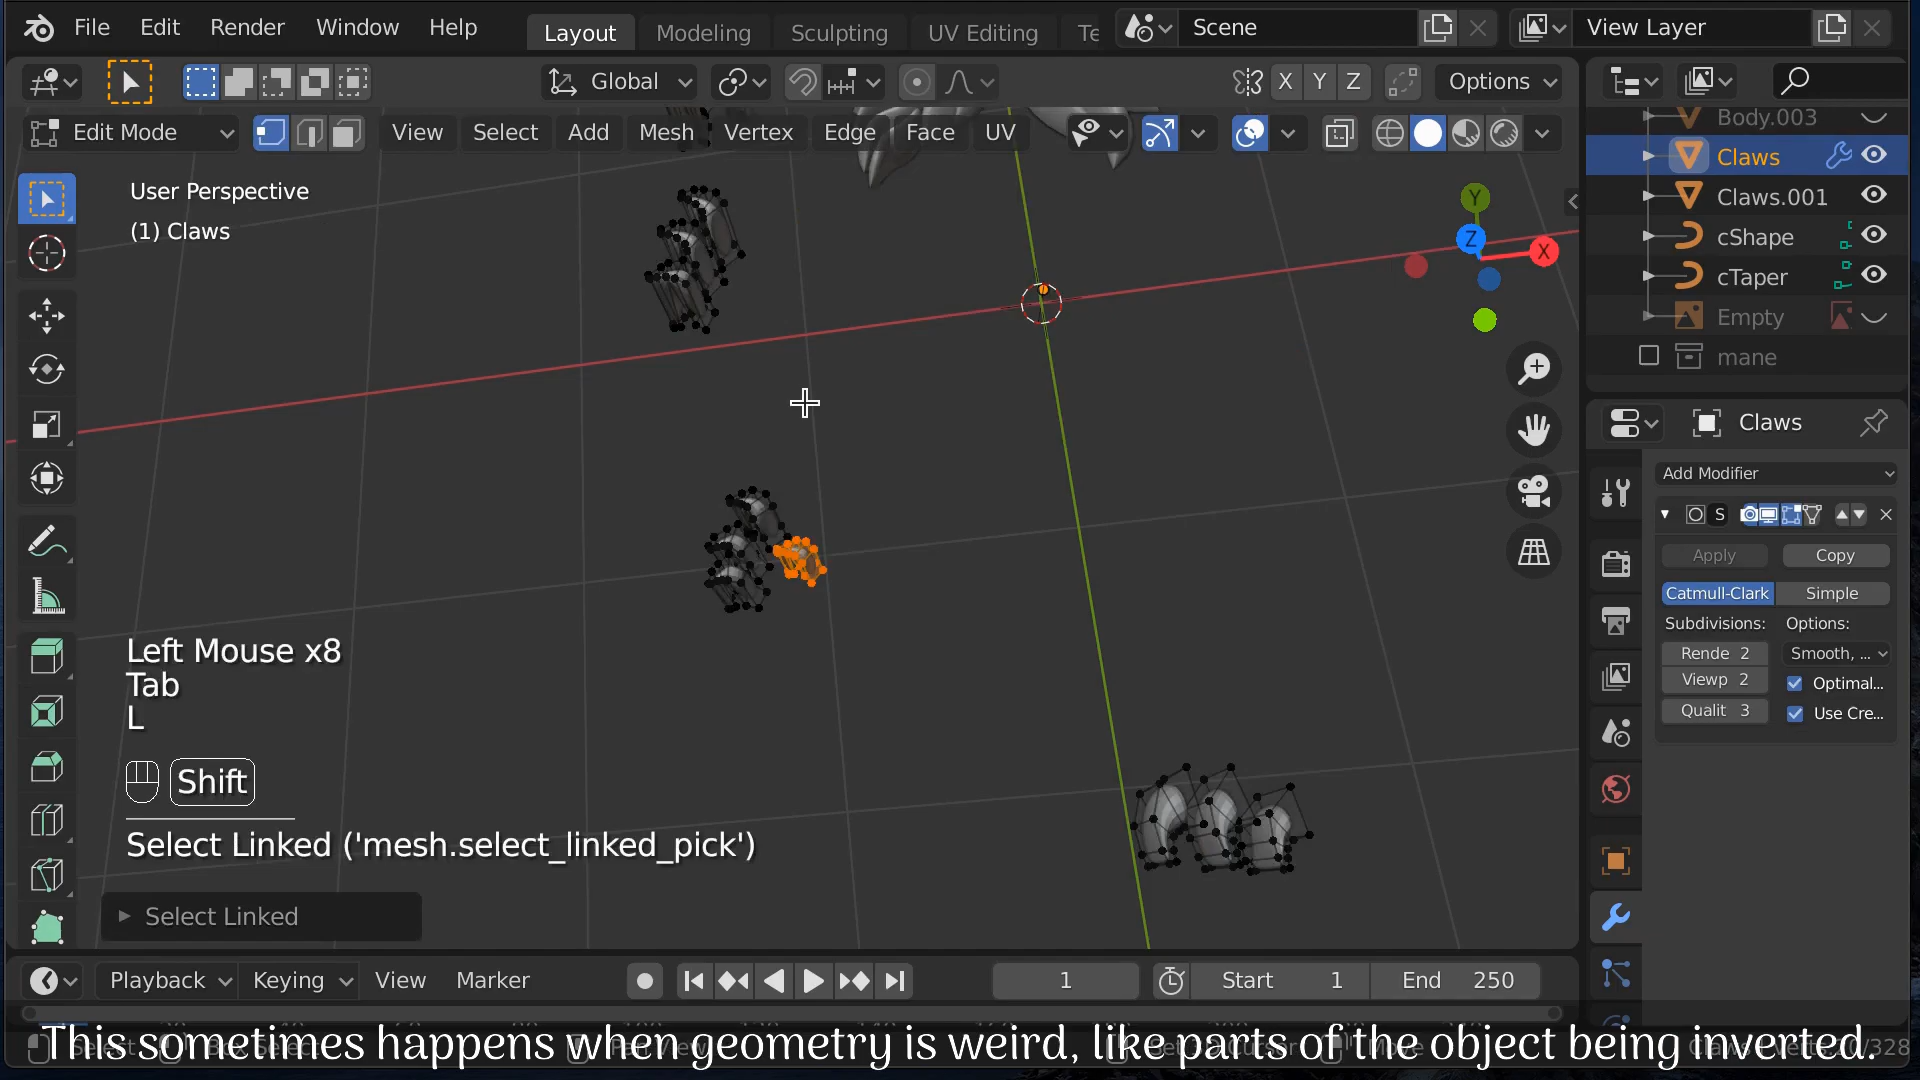 File Edit Render Window Help Layout Modeling Sculpting UV Editing Te Scene View Layer
Global X Y Z Options
Edit Mode View Select Add Mesh Vertex Edge Face UV
Body.003
Claws
Claws.001
cShape
cTaper
Empty
mane
User Perspective
(1) Claws
Y
Z
X
Claws
Add Modifier
S
Apply Copy
Catmull-Clark Simple
Subdivisions: Options:
Rende 2 Smooth, ...
Viewp 2 Optimal...
Qualit 3 Use Cre...
Left Mouse x8
Tab
L
Shift
Select Linked ('mesh.select_linked_pick')
Select Linked
Playback Keying View Marker 1 Start 1 End 250
This sometimes happens when geometry is weird, like parts of the object being inverted.